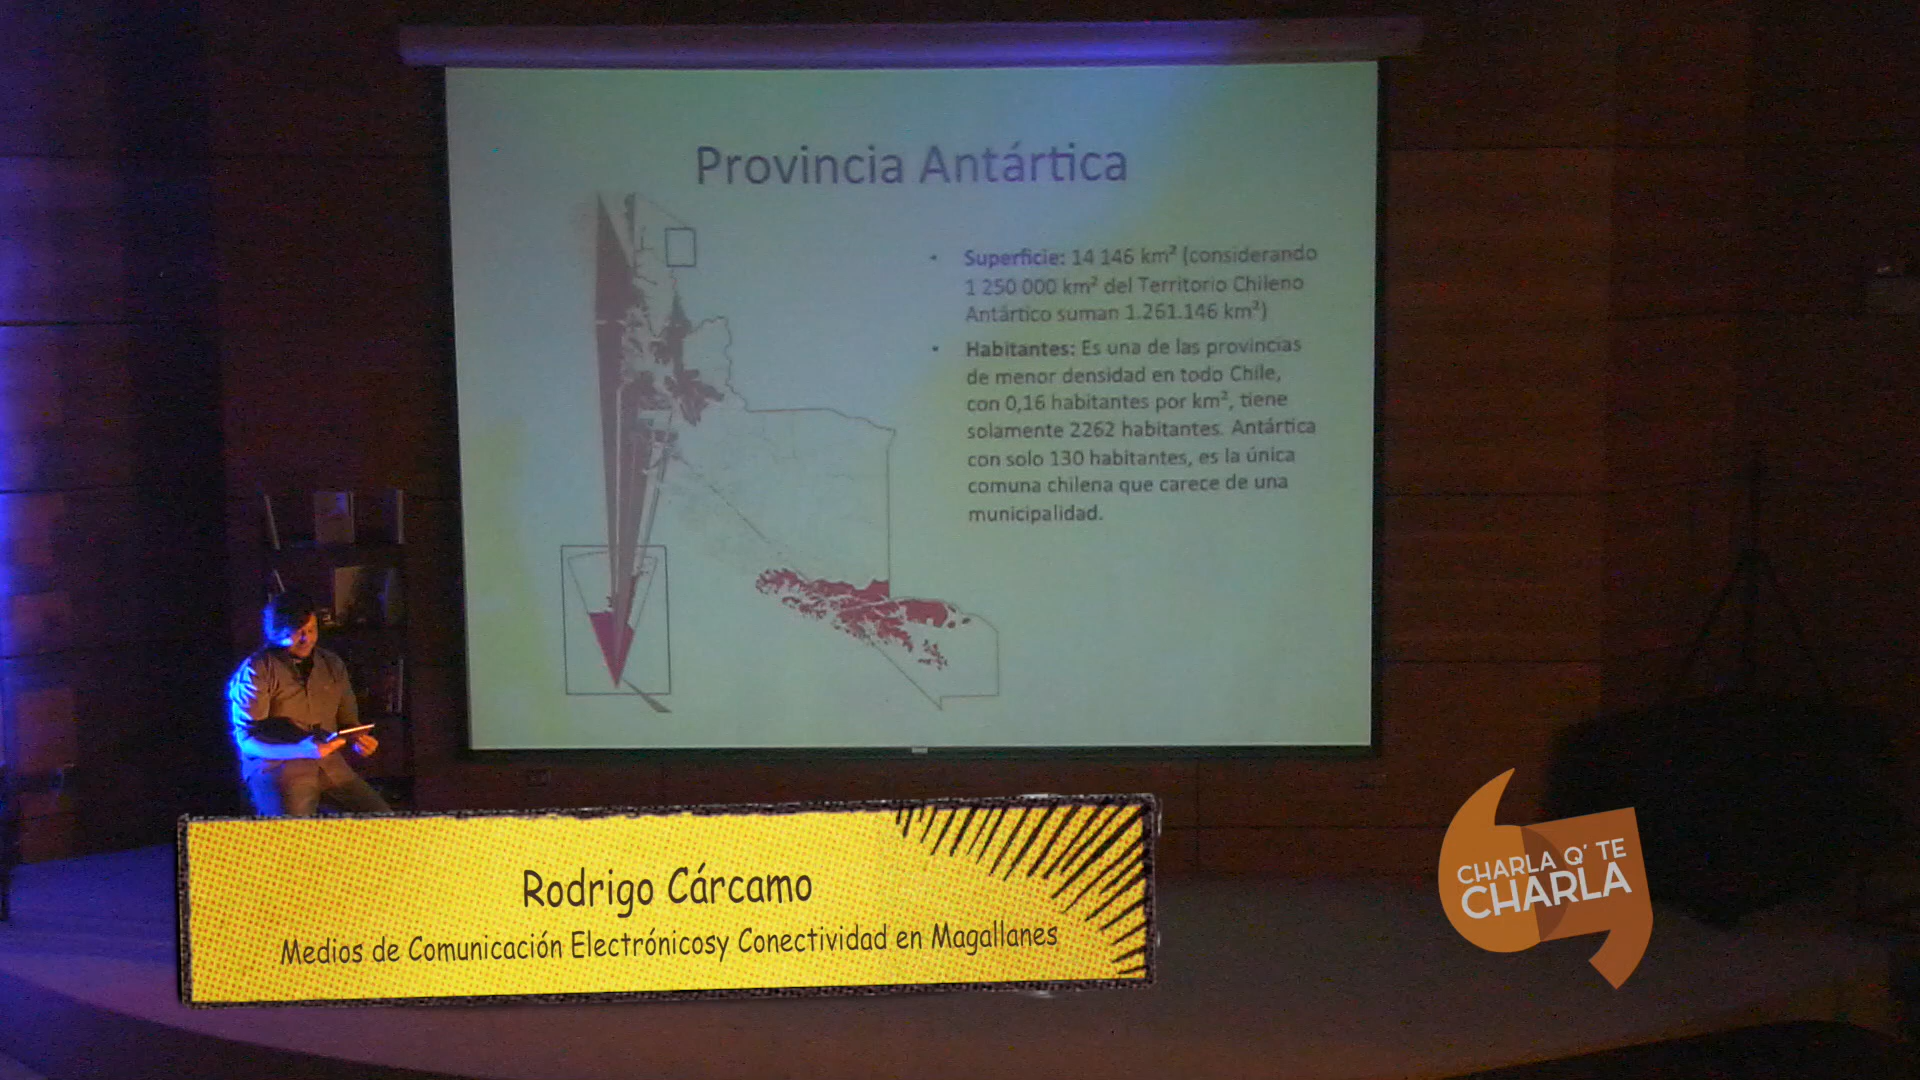 Provincia Antártica
• Superficie: 14 146 km² (considerando
1 250 000 km² del Territorio Chileno
Antártico suman 1.261.146 km²)
• Habitantes: Es una de las provincias
de menor densidad en todo Chile,
con 0,16 habitantes por km², tiene
solamente 2262 habitantes. Antártica
con solo 130 habitantes, es la única
comuna chilena que carece de una
municipalidad.
Rodrigo Cárcamo
Medios de Comunicación Electrónicosy Conectividad en Magallanes
CHARLA Q' TE
CHARLA